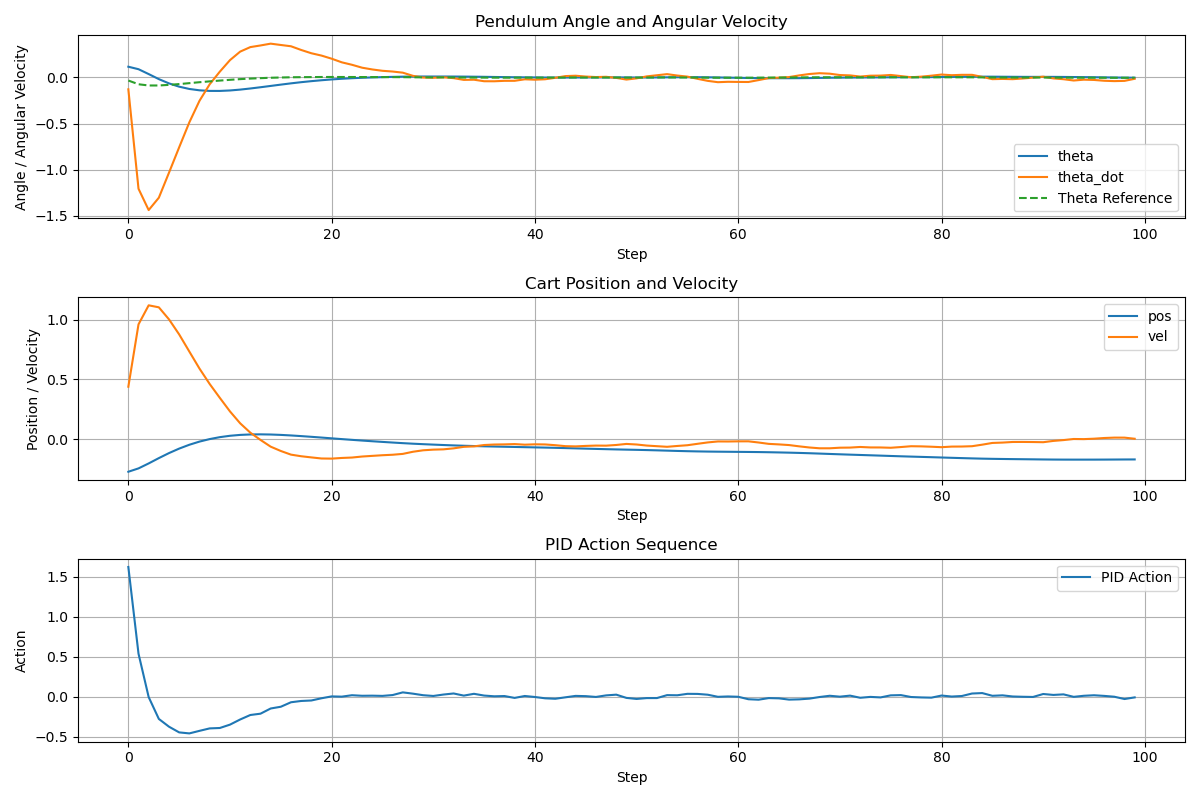 Pendulum Angle and Angular Velocity
Angle / Angular Velocity
0.0
−0.5
−1.0
−1.5
theta
theta_dot
Theta Reference
0 20 40 60 80 100
Step
Cart Position and Velocity
Position / Velocity
1.0
0.5
0.0
pos
vel
0 20 40 60 80 100
Step
PID Action Sequence
Action
1.5
1.0
0.5
0.0
−0.5
PID Action
0 20 40 60 80 100
Step